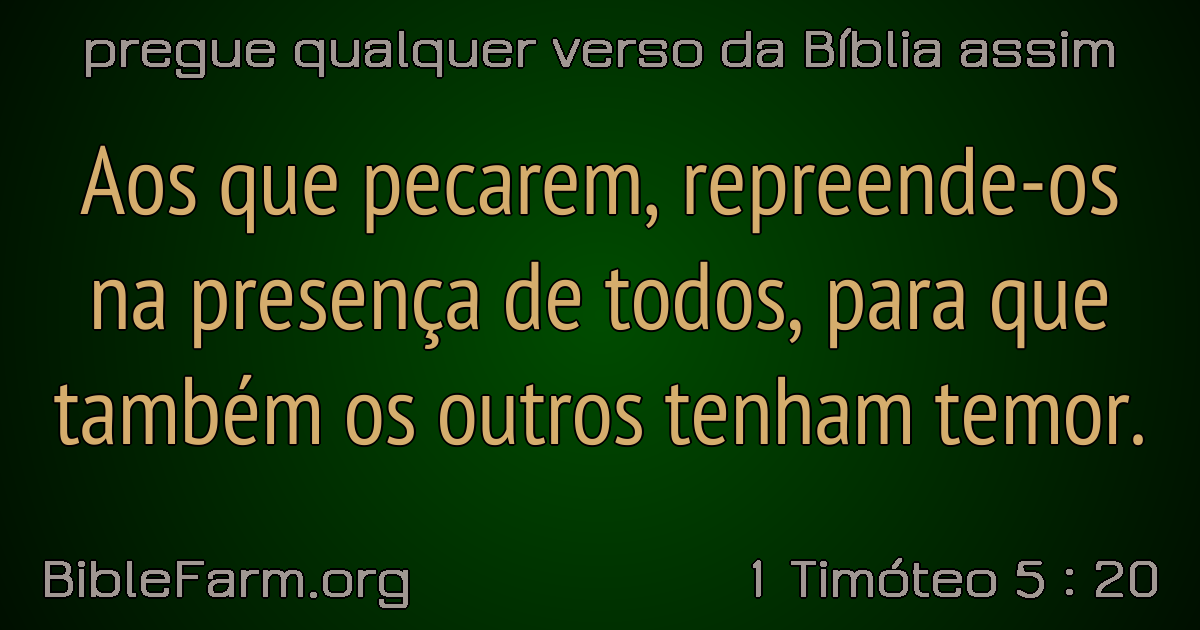 pregue qualquer verso da Bíblia assim
Aos que pecarem, repreende-os
na presença de todos, para que
também os outros tenham temor.
BibleFarm.org
1 Timóteo 5 : 20